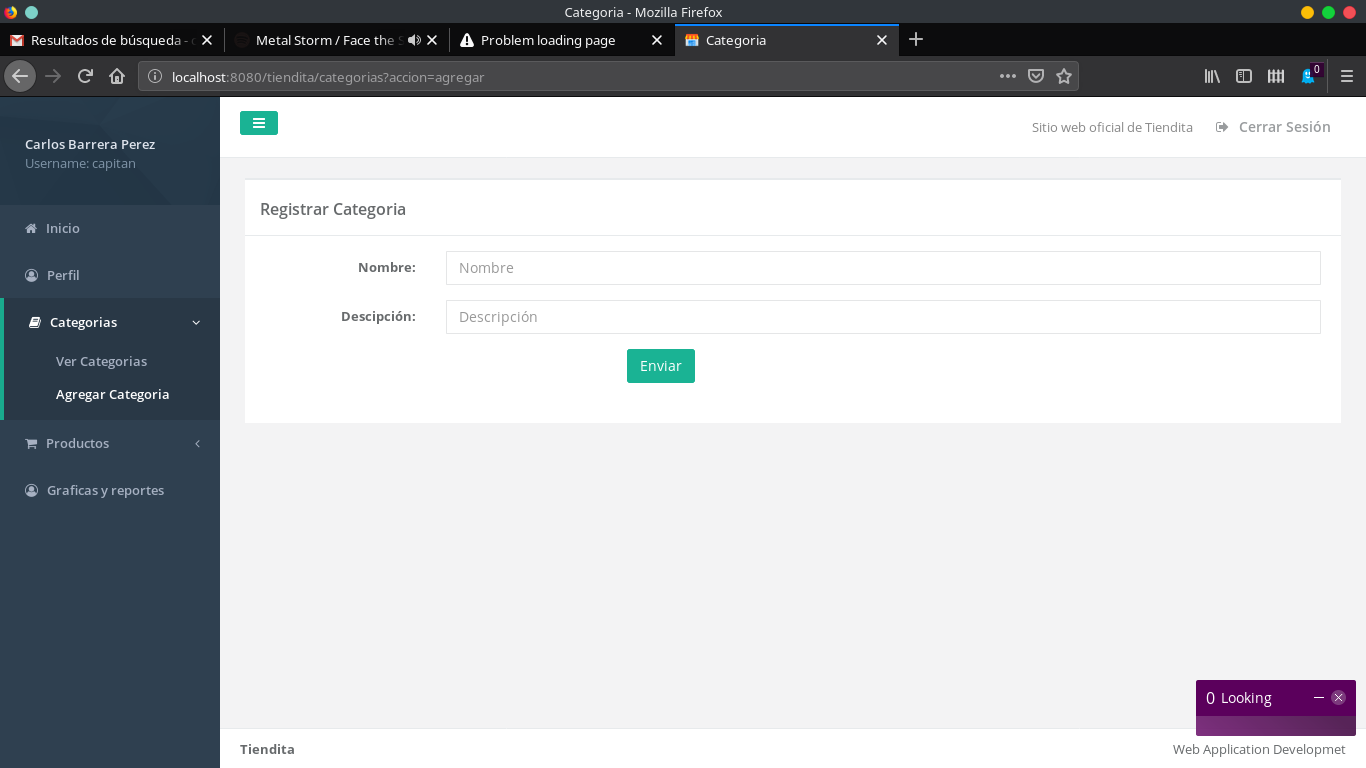 Categoria - Mozilla Firefox
Resultados de búsqueda -
Metal Storm / Face the S
Problem loading page
Categoria
localhost:8080/tiendita/categorias?accion=agregar
0
Carlos Barrera Perez
Username: capitan
Sitio web oficial de Tiendita
Cerrar Sesión
Inicio
Perfil
Categorias
Ver Categorias
Agregar Categoria
Productos
Graficas y reportes
Registrar Categoria
Nombre:
Nombre
Descipción:
Descripción
Enviar
0 Looking
Tiendita
Web Application Developmet